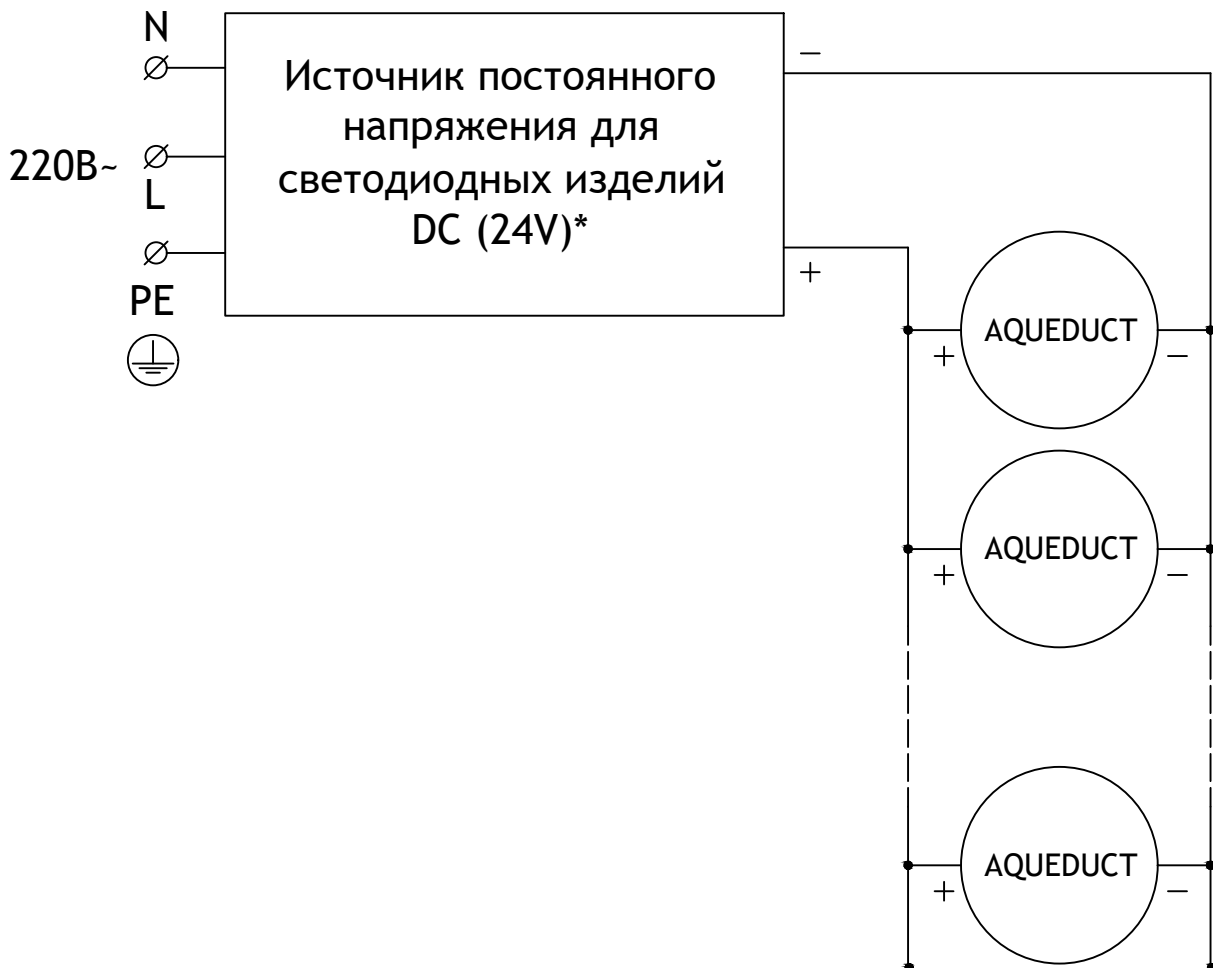 N
Источник постоянного
напряжения для
светодиодных изделий
DC (24V)*
220В~
L
PE
−
+
AQUEDUCT
+ −
AQUEDUCT
+ −
AQUEDUCT
+ −